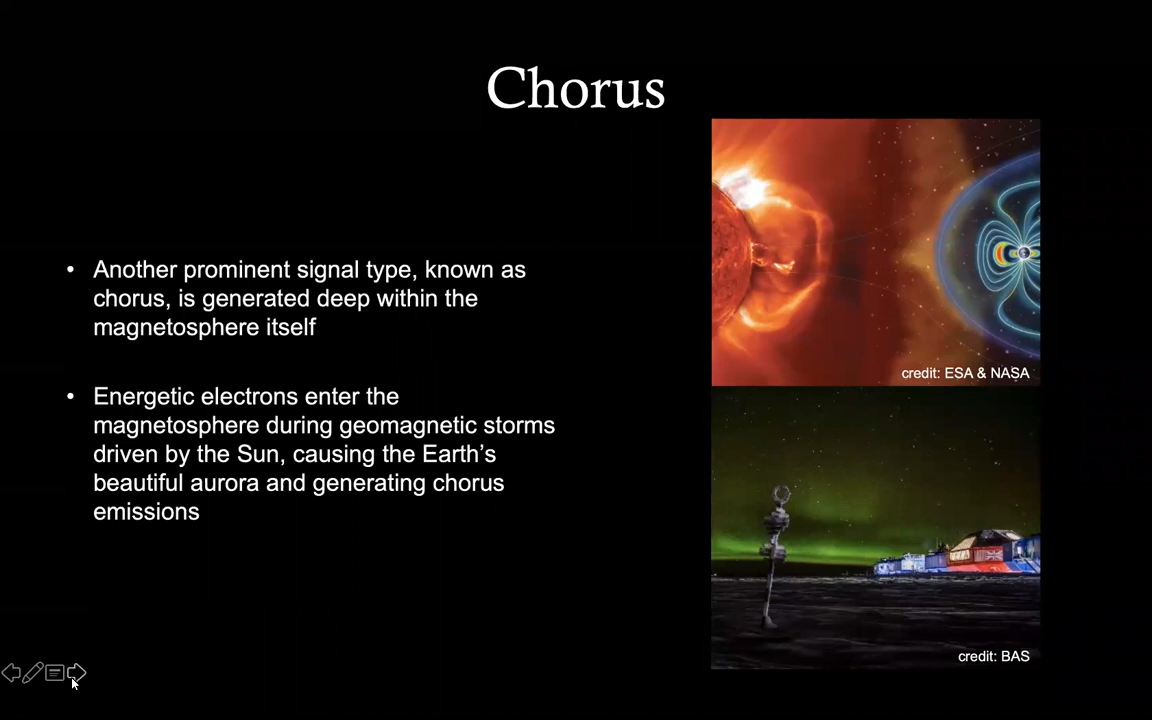 Chorus
• Another prominent signal type, known as
chorus, is generated deep within the
magnetosphere itself
• Energetic electrons enter the
magnetosphere during geomagnetic storms
driven by the Sun, causing the Earth’s
beautiful aurora and generating chorus
emissions
credit: ESA & NASA
credit: BAS